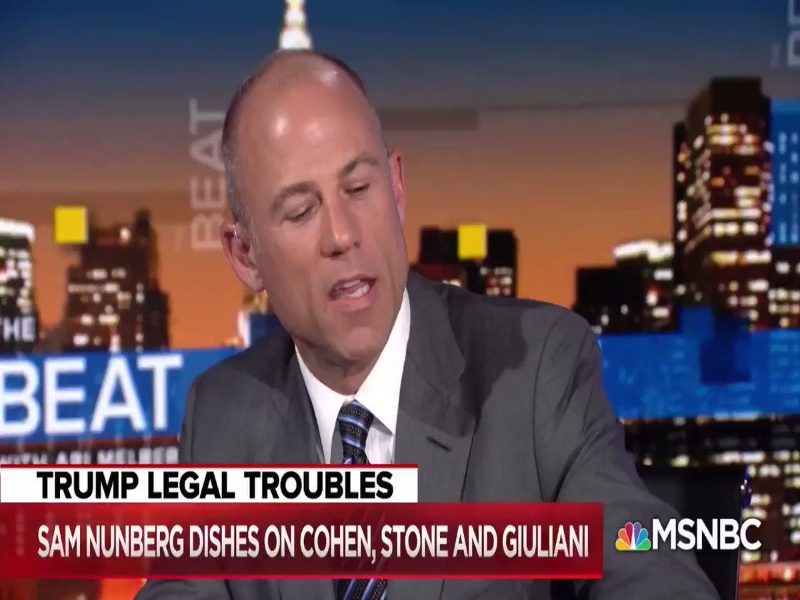 BEAT
THE
BEAT
WITH ARI MELBER
TRUMP LEGAL TROUBLES
SAM NUNBERG DISHES ON COHEN, STONE AND GIULIANI
MSNBC